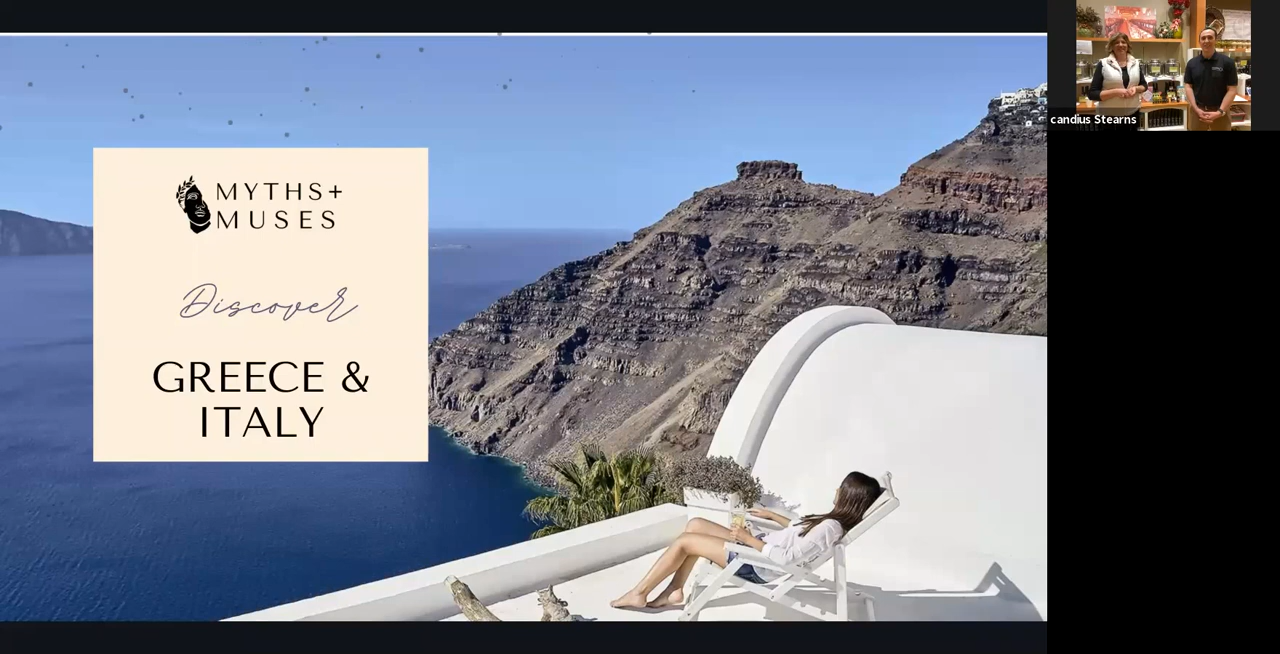 MYTHS+
MUSES
Discover
GREECE &
ITALY
candius Stearns